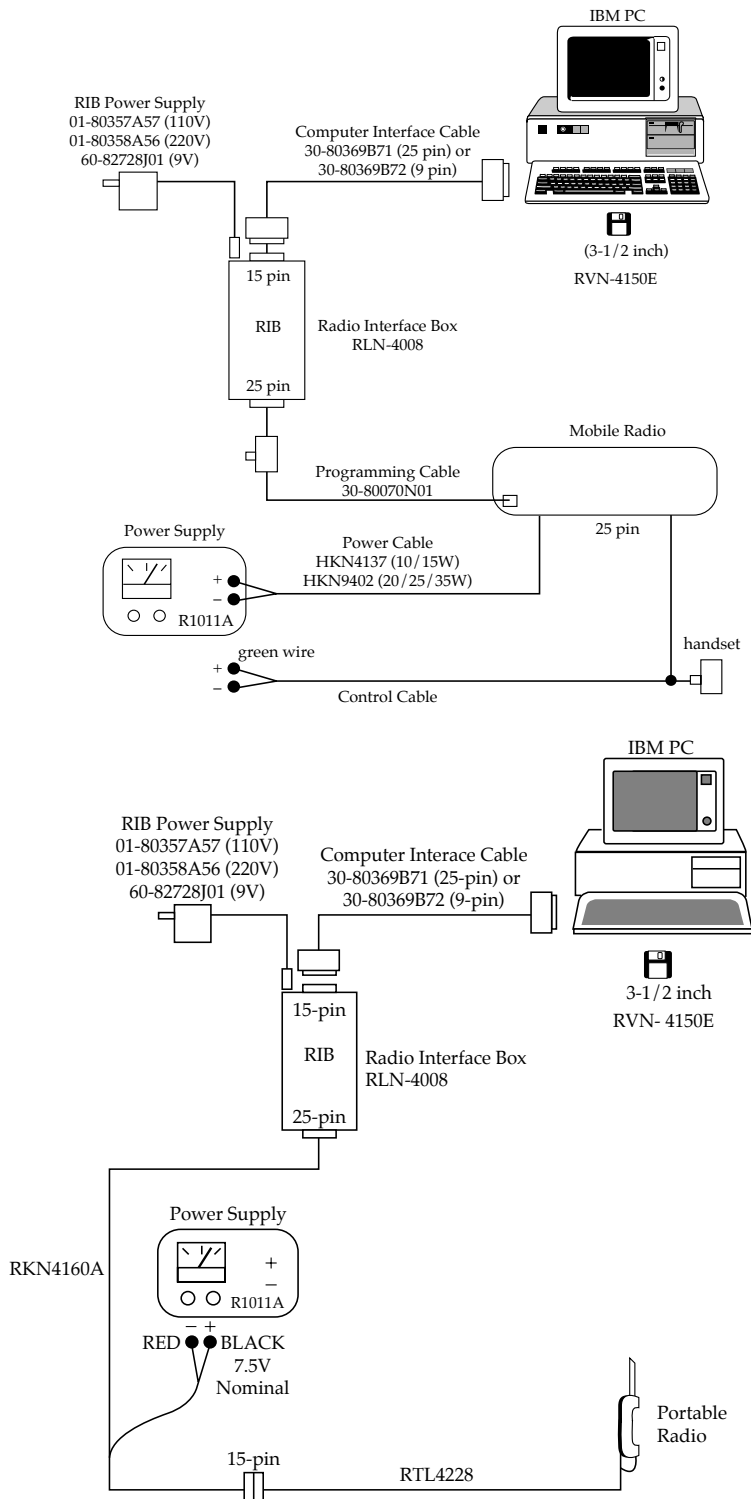 IBM PC
RIB Power Supply
01-80357A57 (110V)
01-80358A56 (220V)
60-82728J01 (9V)
Computer Interface Cable
30-80369B71 (25 pin) or
30-80369B72 (9 pin)
(3-1/2 inch)
RVN-4150E
15 pin
RIB
25 pin
Radio Interface Box
RLN-4008
Mobile Radio
Programming Cable
30-80070N01
25 pin
Power Supply
+
–
R1011A
Power Cable
HKN4137 (10/15W)
HKN9402 (20/25/35W)
green wire
+
–
Control Cable
handset
IBM PC
RIB Power Supply
01-80357A57 (110V)
01-80358A56 (220V)
60-82728J01 (9V)
Computer Interace Cable
30-80369B71 (25-pin) or
30-80369B72 (9-pin)
3-1/2 inch
RVN- 4150E
15-pin
RIB
25-pin
Radio Interface Box
RLN-4008
Power Supply
+
–
R1011A
RKN4160A
– +
RED BLACK
7.5V
Nominal
Portable
Radio
15-pin
RTL4228